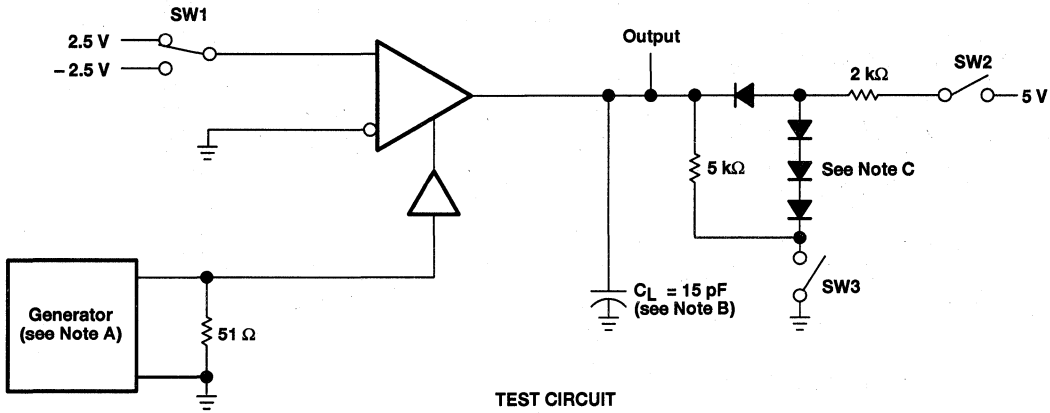 SW1
2.5 V
– 2.5 V
Output
2 kΩ
SW2
5 V
5 kΩ
See Note C
Generator
(see Note A)
51 Ω
CL = 15 pF
(see Note B)
SW3
TEST CIRCUIT